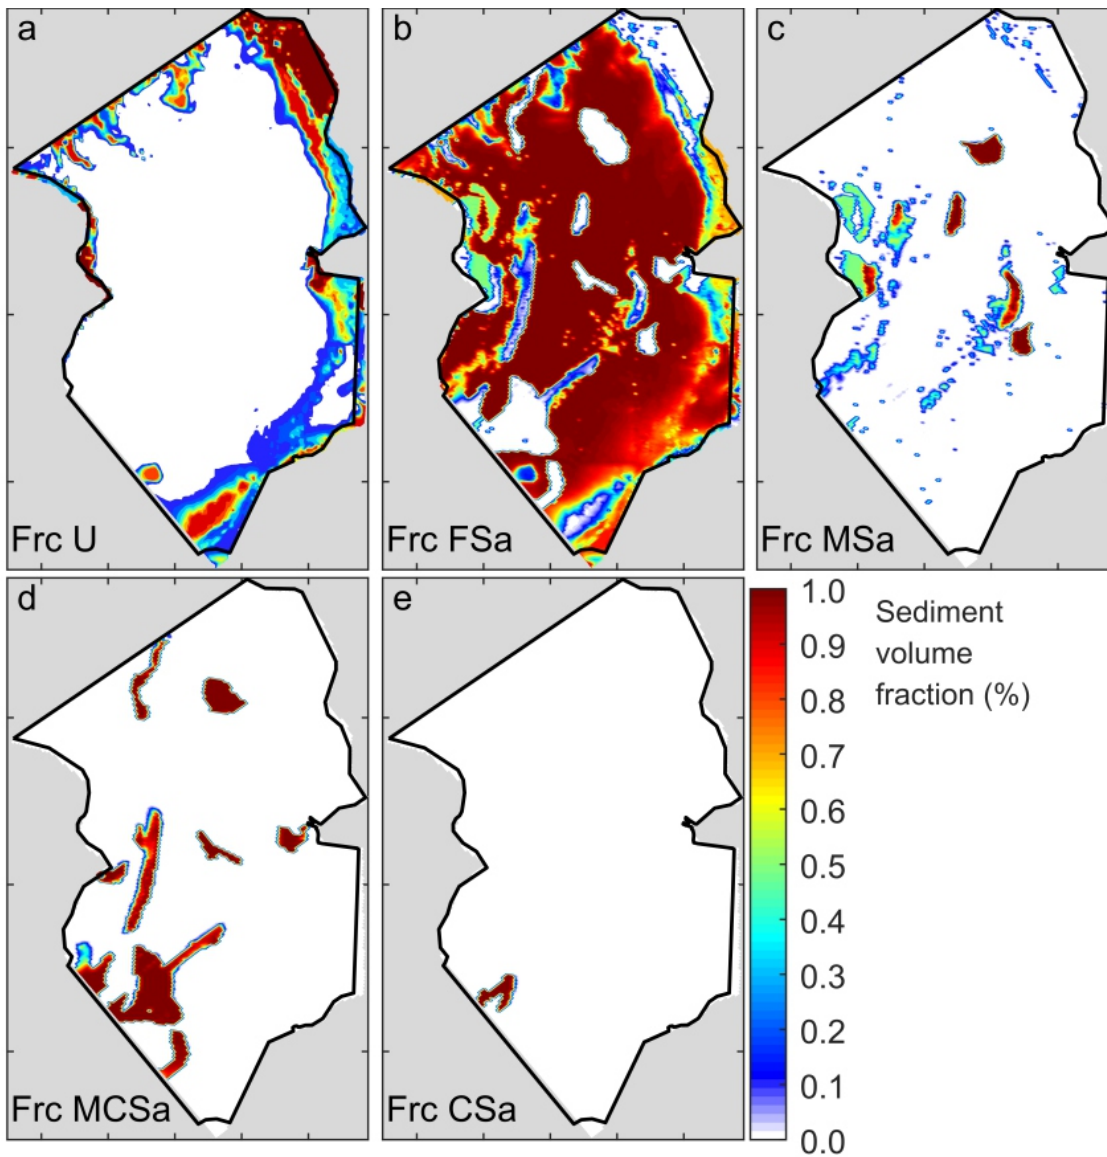 a
b
c
Frc U
Frc FSa
Frc MSa
d
e
Frc MCSa
Frc CSa
1.0
0.9
0.8
0.7
0.6
0.5
0.4
0.3
0.2
0.1
0.0
Sediment
volume
fraction (%)